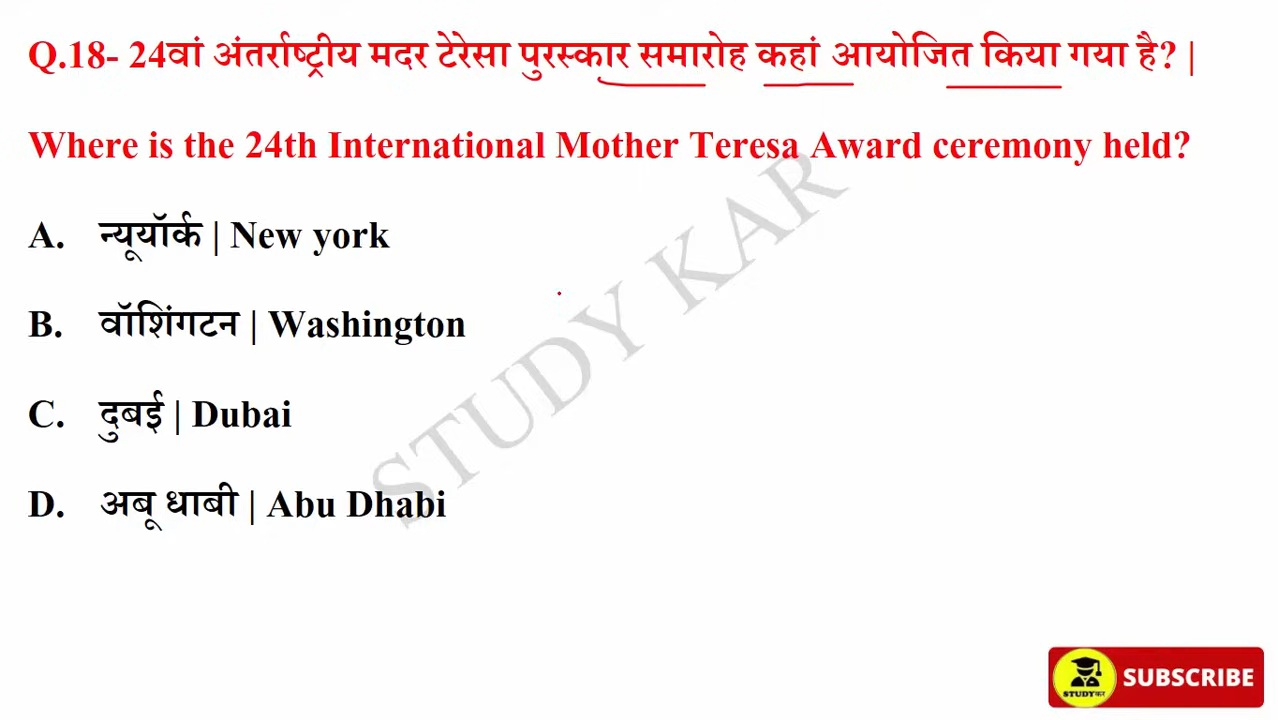 Q.18- 24वां अंतर्राष्ट्रीय मदर टेरेसा पुरस्कार समारोह कहां आयोजित किया गया है? |
Where is the 24th International Mother Teresa Award ceremony held?
A. न्यूयॉर्क | New york
B. वॉशिंगटन | Washington
C. दुबई | Dubai
D. अबू धाबी | Abu Dhabi
STUDY KAR
STUDYकर
SUBSCRIBE